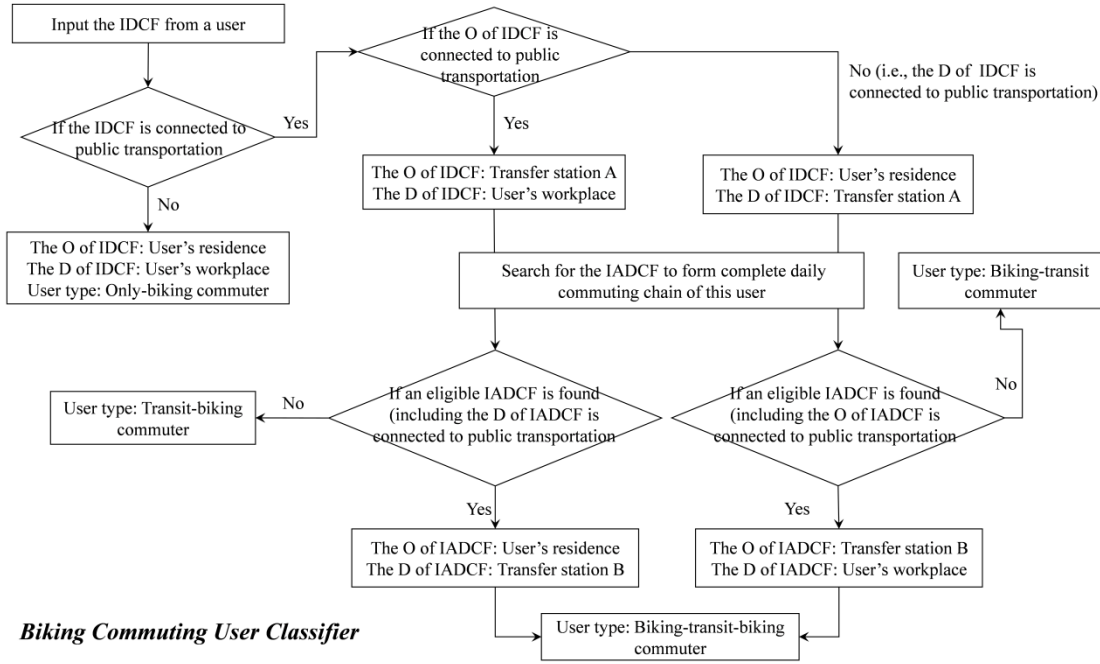 Input the IDCF from a user
If the IDCF is connected to
public transportation
Yes
No
The O of IDCF: User’s residence
The D of IDCF: User’s workplace
User type: Only-biking commuter
If the O of IDCF is
connected to public
transportation
Yes
No (i.e., the D of IDCF is
connected to public transportation)
The O of IDCF: Transfer station A
The D of IDCF: User’s workplace
The O of IDCF: User’s residence
The D of IDCF: Transfer station A
Search for the IADCF to form complete daily
commuting chain of this user
User type: Biking-transit
commuter
If an eligible IADCF is found
(including the D of IADCF is
connected to public transportation
No
User type: Transit-biking
commuter
If an eligible IADCF is found
(including the O of IADCF is
connected to public transportation
No
Yes
Yes
The O of IADCF: User’s residence
The D of IADCF: Transfer station B
The O of IADCF: Transfer station B
The D of IADCF: User’s workplace
User type: Biking-transit-biking
commuter
Biking Commuting User Classifier